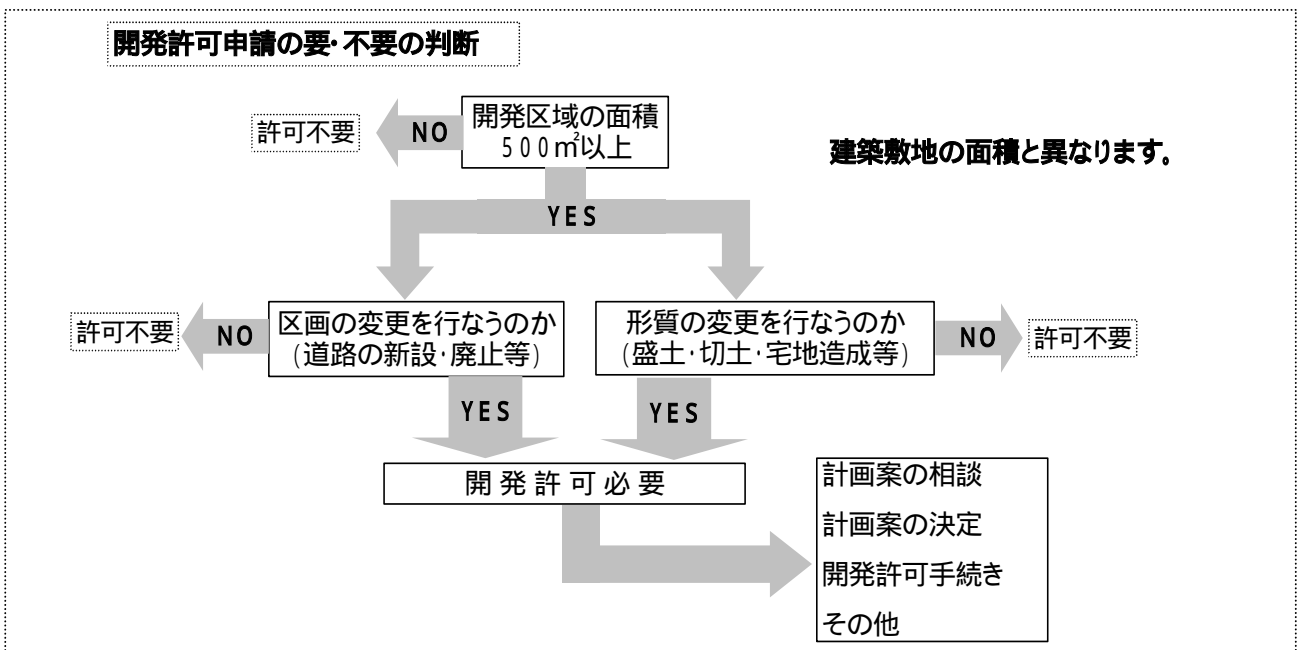 開発許可申請の要・不要の判断
開発区域の面積
500㎡以上
NO
許可不要
建築敷地の面積と異なります。
YES
許可不要
NO
区画の変更を行なうのか
(道路の新設・廃止等)
形質の変更を行なうのか
(盛土・切土・宅地造成等)
NO
許可不要
YES
YES
開発許可必要
計画案の相談
計画案の決定
開発許可手続き
その他